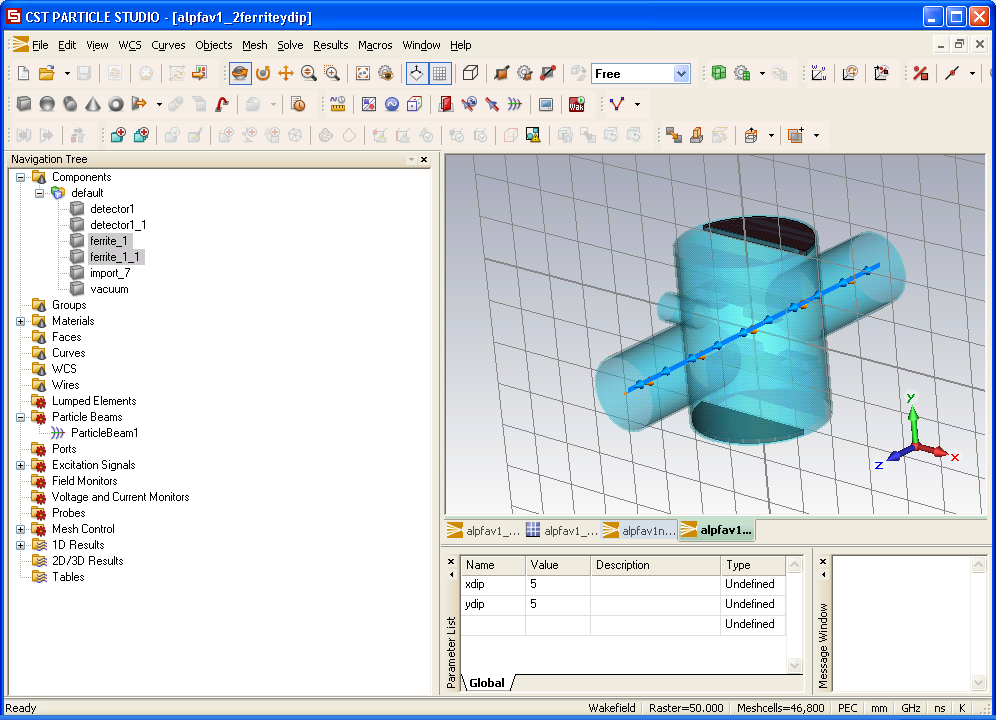 CST PARTICLE STUDIO - [alpfav1_2ferriteydip]
File Edit View WCS Curves Objects Mesh Solve Results Macros Window Help
Free
Wak
Navigation Tree
Components
default
detector1
detector1_1
ferrite_1
ferrite_1_1
import_7
vacuum
Groups
Materials
Faces
Curves
WCS
Wires
Lumped Elements
Particle Beams
ParticleBeam1
Ports
Excitation Signals
Field Monitors
Voltage and Current Monitors
Probes
Mesh Control
1D Results
2D/3D Results
Tables
y
x
z
alpfav1_... alpfav1_... alpfav1n... alpfav1...
Parameter List
Name Value Description Type
xdip 5 Undefined
ydip 5 Undefined
Undefined
Global
Message Window
Ready Wakefield Raster=50.000 Meshcells=46,800 PEC mm GHz ns K